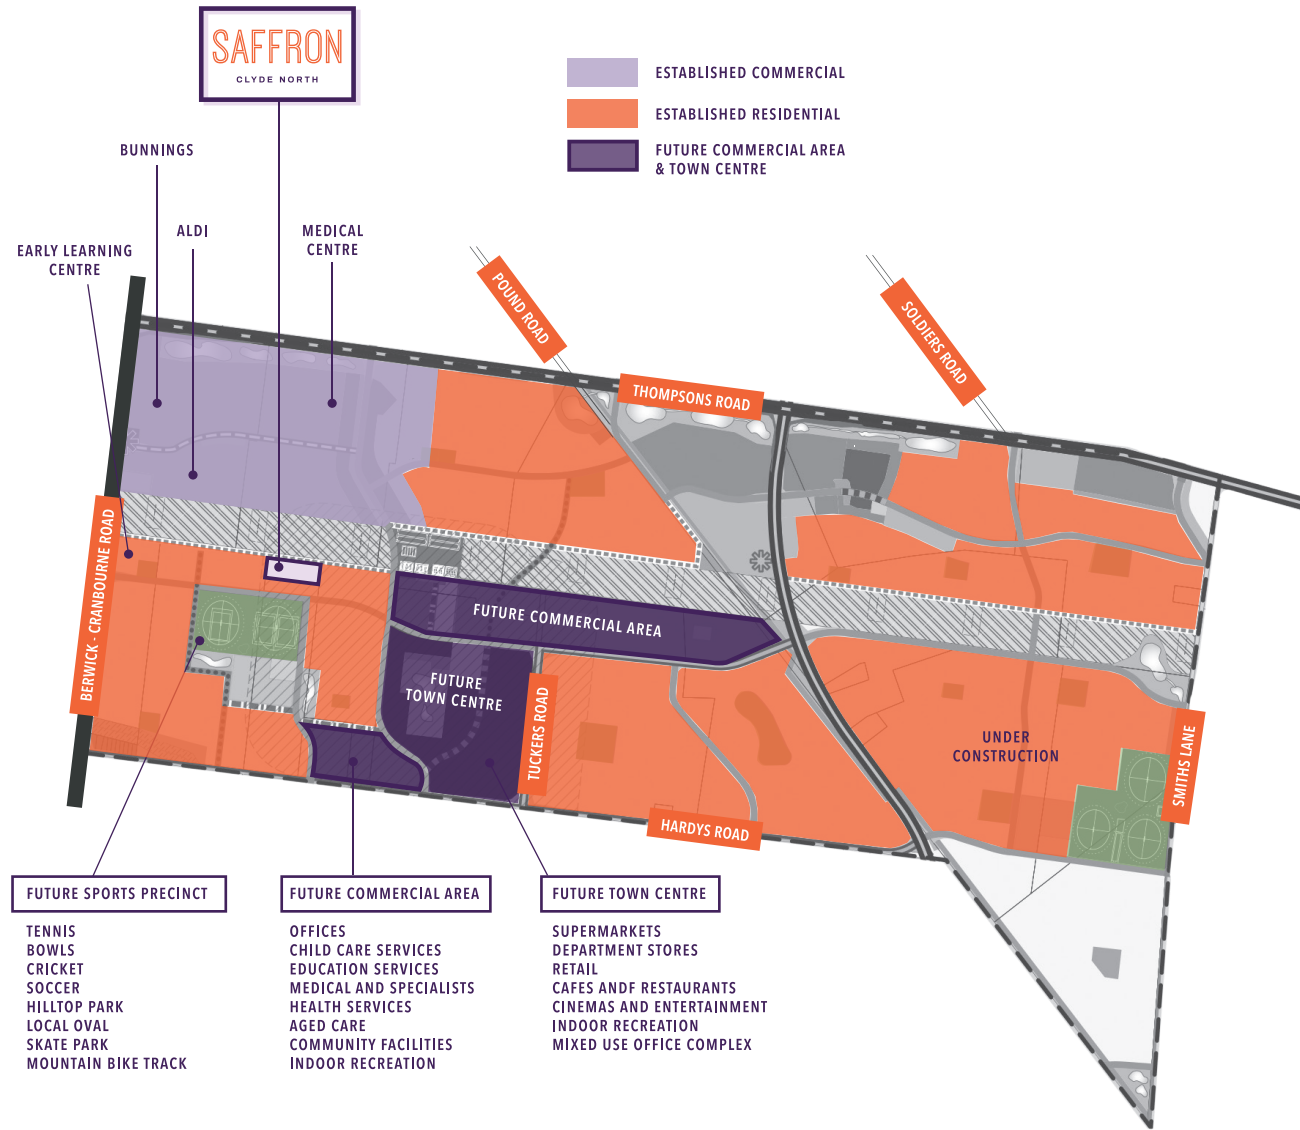 SAFFRON
CLYDE NORTH
ESTABLISHED COMMERCIAL
ESTABLISHED RESIDENTIAL
FUTURE COMMERCIAL AREA
& TOWN CENTRE
BUNNINGS
ALDI
MEDICAL
CENTRE
EARLY LEARNING
CENTRE
POUND ROAD
SOLDIERS ROAD
THOMPSONS ROAD
BERWICK - CRANBOURNE ROAD
FUTURE COMMERCIAL AREA
FUTURE
TOWN CENTRE
TUCKERS ROAD
UNDER
CONSTRUCTION
SMITHS LANE
HARDYS ROAD
FUTURE SPORTS PRECINCT
TENNIS
BOWLS
CRICKET
SOCCER
HILLTOP PARK
LOCAL OVAL
SKATE PARK
MOUNTAIN BIKE TRACK
FUTURE COMMERCIAL AREA
OFFICES
CHILD CARE SERVICES
EDUCATION SERVICES
MEDICAL AND SPECIALISTS
HEALTH SERVICES
AGED CARE
COMMUNITY FACILITIES
INDOOR RECREATION
FUTURE TOWN CENTRE
SUPERMARKETS
DEPARTMENT STORES
RETAIL
CAFES ANDF RESTAURANTS
CINEMAS AND ENTERTAINMENT
INDOOR RECREATION
MIXED USE OFFICE COMPLEX